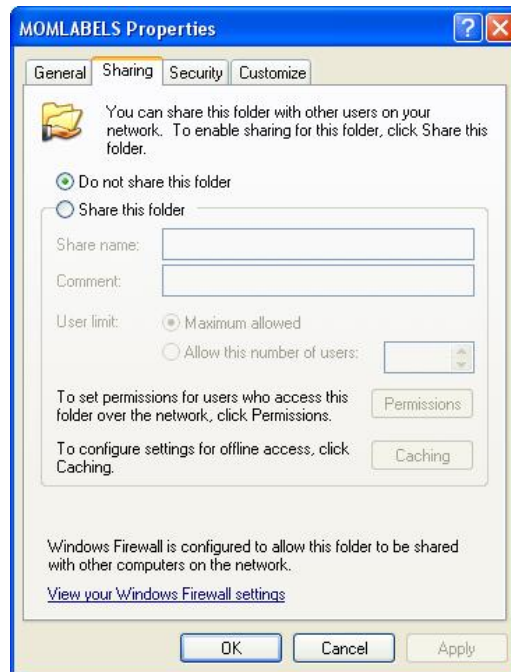 MOMLABELS Properties
?
General Sharing Security Customize
You can share this folder with other users on your
network. To enable sharing for this folder, click Share this
folder.
Do not share this folder
Share this folder
Share name:
Comment:
User limit: Maximum allowed
Allow this number of users:
To set permissions for users who access this
folder over the network, click Permissions.
Permissions
To configure settings for offline access, click
Caching.
Caching
Windows Firewall is configured to allow this folder to be shared
with other computers on the network.
View your Windows Firewall settings
OK Cancel Apply